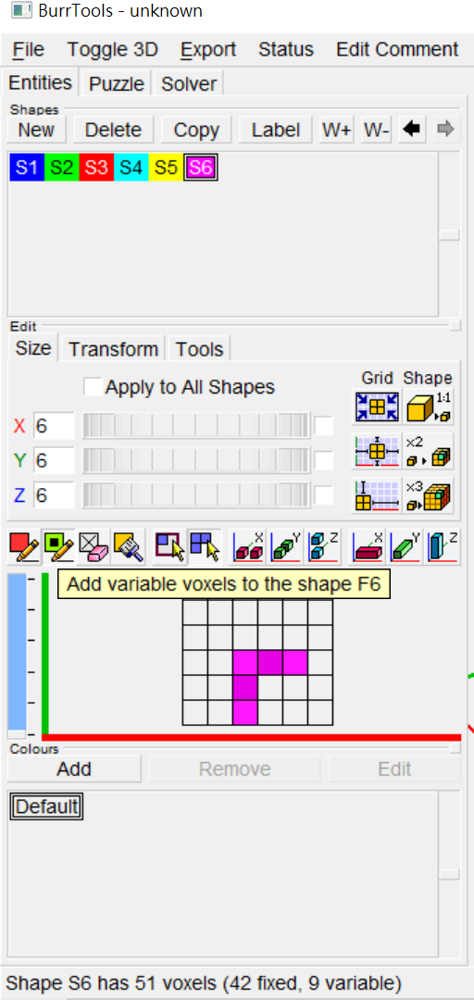 BurrTools - unknown
File Toggle 3D Export Status Edit Comment
Entities Puzzle Solver
Shapes
New Delete Copy Label W+ W-
S1 S2 S3 S4 S5 S6
Edit
Size Transform Tools
Apply to All Shapes Grid Shape
1:1
X 6
x2
Y 6
x3
Z 6
X Y Z X Y Z
Add variable voxels to the shape F6
Colours
Add Remove Edit
Default
Shape S6 has 51 voxels (42 fixed, 9 variable)